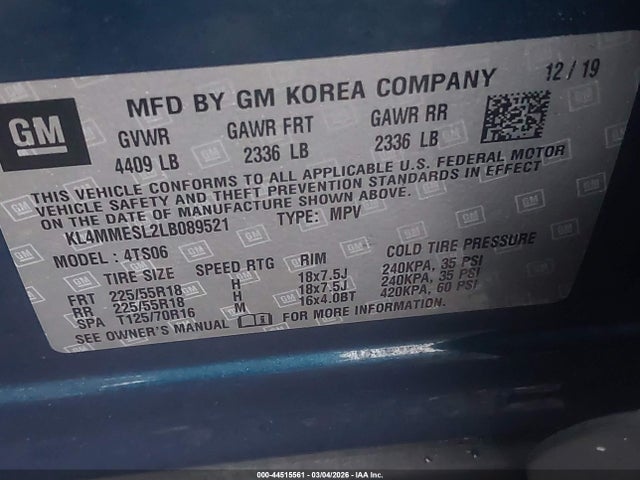 GM
MFD BY GM KOREA COMPANY 12 / 19
GVWR GAWR FRT GAWR RR
4409 LB 2336 LB 2336 LB
THIS VEHICLE CONFORMS TO ALL APPLICABLE U.S. FEDERAL MOTOR
VEHICLE SAFETY AND THEFT PREVENTION STANDARDS IN EFFECT
ON THE DATE OF MANUFACTURE SHOWN ABOVE.
KL4MMESL2LB089521 TYPE: MPV
MODEL : 4TS06
TIRE SIZE SPEED RTG RIM COLD TIRE PRESSURE
FRT 225/55R18 H 18x7.5J 240KPA, 35 PSI
RR 225/55R18 H 18x7.5J 240KPA, 35 PSI
SPA T125/70R16 M 16x4.0BT 420KPA, 60 PSI
SEE OWNER'S MANUAL FOR MORE INFORMATION.
000-44515561 - 03/04/2026 - IAA Inc.